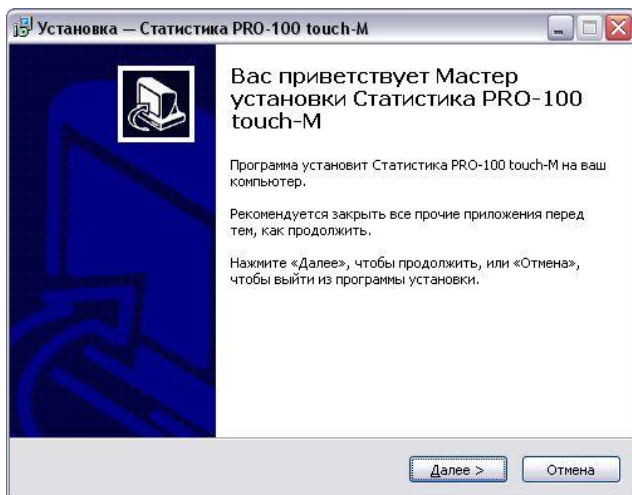 Установка — Статистика PRO-100 touch-M
Вас приветствует Мастер
установки Статистика PRO-100
touch-M
Программа установит Статистика PRO-100 touch-M на ваш
компьютер.
Рекомендуется закрыть все прочие приложения перед
тем, как продолжить.
Нажмите «Далее», чтобы продолжить, или «Отмена»,
чтобы выйти из программы установки.
Далее >
Отмена